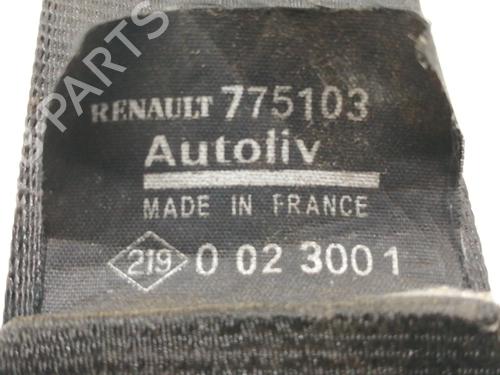 RENAULT 775103
Autoliv
MADE IN FRANCE
219 0 02 3001
B-PARTS